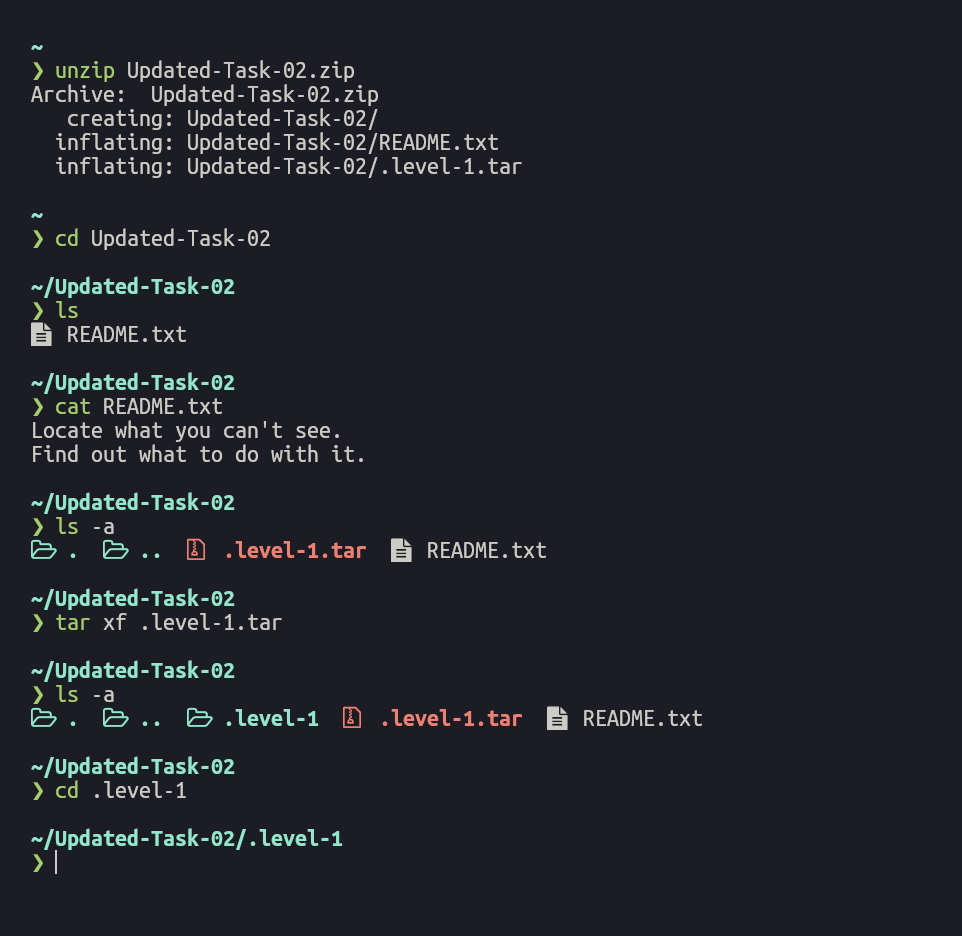 ~
❯ unzip Updated-Task-02.zip
Archive:  Updated-Task-02.zip
   creating: Updated-Task-02/
  inflating: Updated-Task-02/README.txt
  inflating: Updated-Task-02/.level-1.tar
~
❯ cd Updated-Task-02
~/Updated-Task-02
❯ ls
README.txt
~/Updated-Task-02
❯ cat README.txt
Locate what you can't see.
Find out what to do with it.
~/Updated-Task-02
❯ ls -a
. .. .level-1.tar README.txt
~/Updated-Task-02
❯ tar xf .level-1.tar
~/Updated-Task-02
❯ ls -a
. .. .level-1 .level-1.tar README.txt
~/Updated-Task-02
❯ cd .level-1
~/Updated-Task-02/.level-1
❯